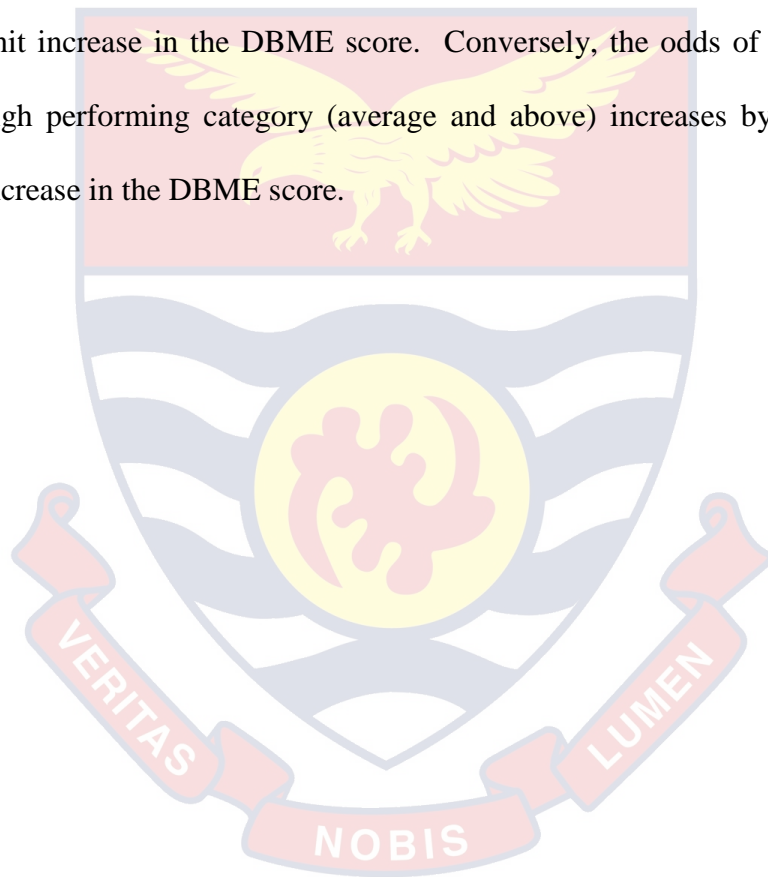 nit increase in the DBME score. Conversely, the odds of
gh performing category (average and above) increases by
crease in the DBME score.
VERITAS
NOBIS
LUMEN